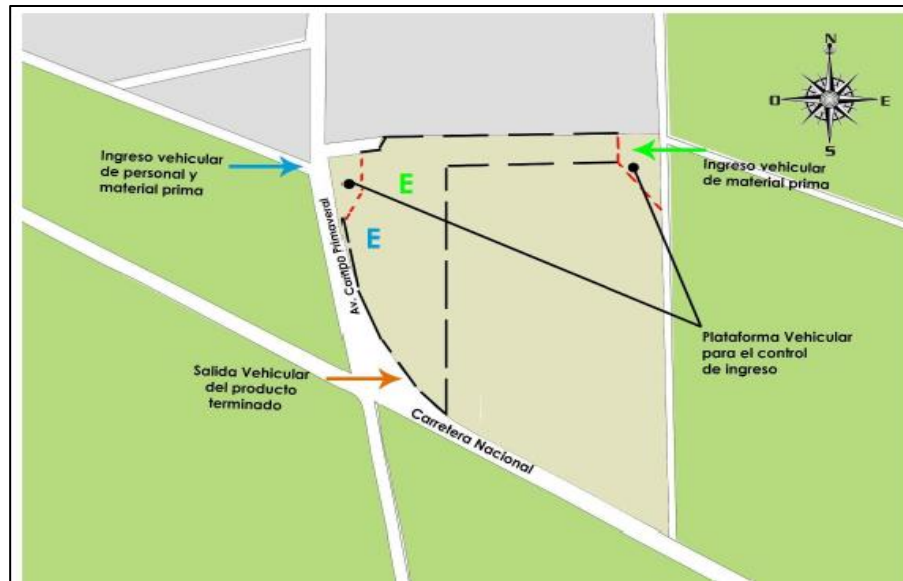 N
O
E
S
Ingreso vehicular
de personal y
material prima
Ingreso vehicular
de material prima
E
E
Av. Campo Primaveral
Plataforma Vehicular
para el control
de ingreso
Salida Vehicular
del producto
terminado
Carretera Nacional